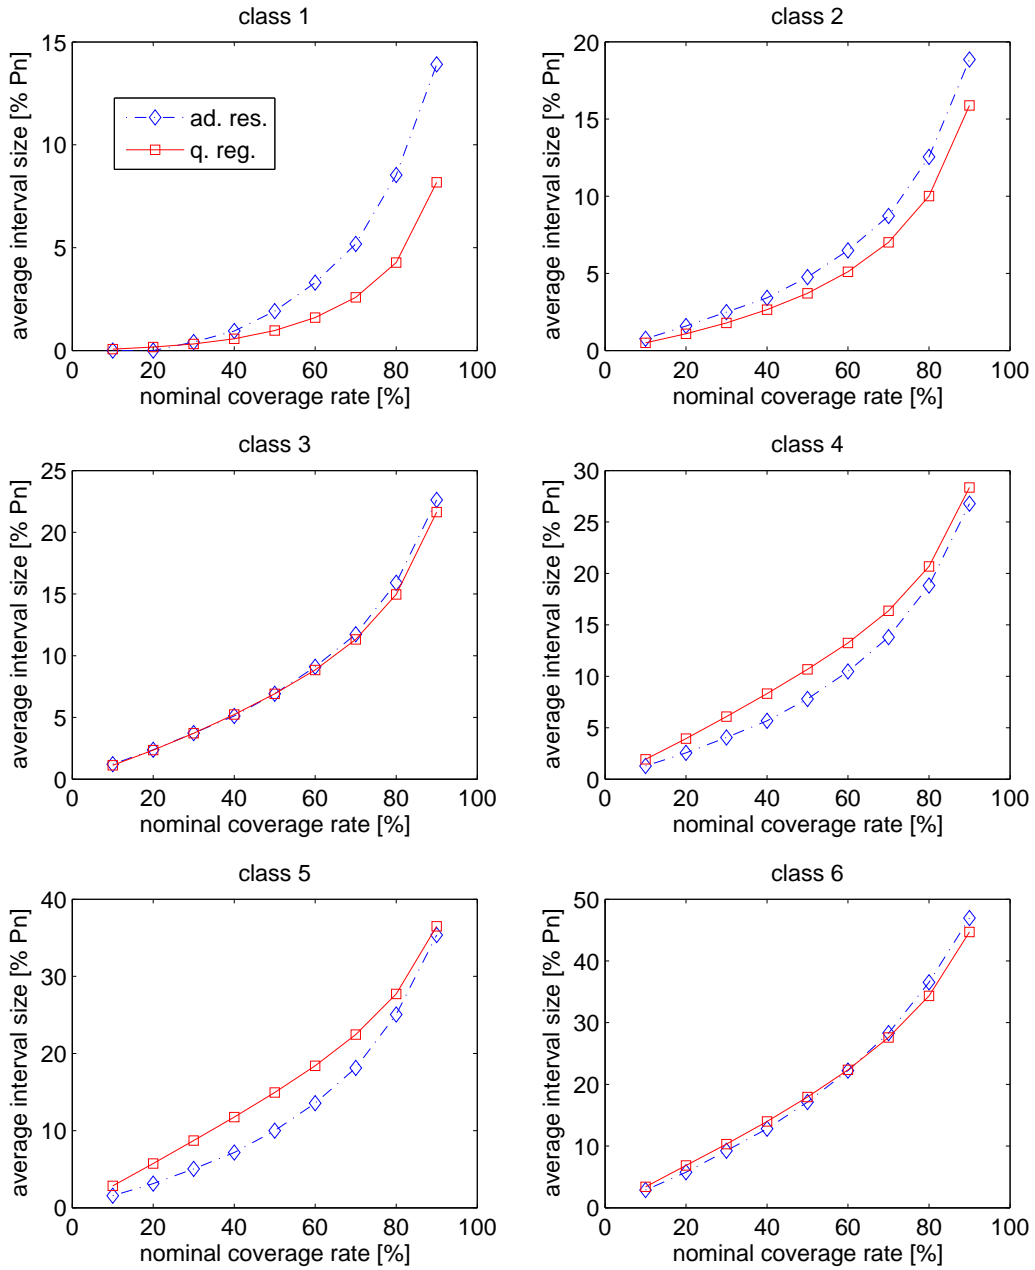 class 1
average interval size [% Pn]
15
10
5
0
0 20 40 60 80 100
nominal coverage rate [%]
ad. res.
q. reg.
class 2
average interval size [% Pn]
20
15
10
5
0
0 20 40 60 80 100
nominal coverage rate [%]
class 3
average interval size [% Pn]
25
20
15
10
5
0
0 20 40 60 80 100
nominal coverage rate [%]
class 4
average interval size [% Pn]
30
25
20
15
10
5
0
0 20 40 60 80 100
nominal coverage rate [%]
class 5
average interval size [% Pn]
40
30
20
10
0
0 20 40 60 80 100
nominal coverage rate [%]
class 6
average interval size [% Pn]
50
40
30
20
10
0
0 20 40 60 80 100
nominal coverage rate [%]